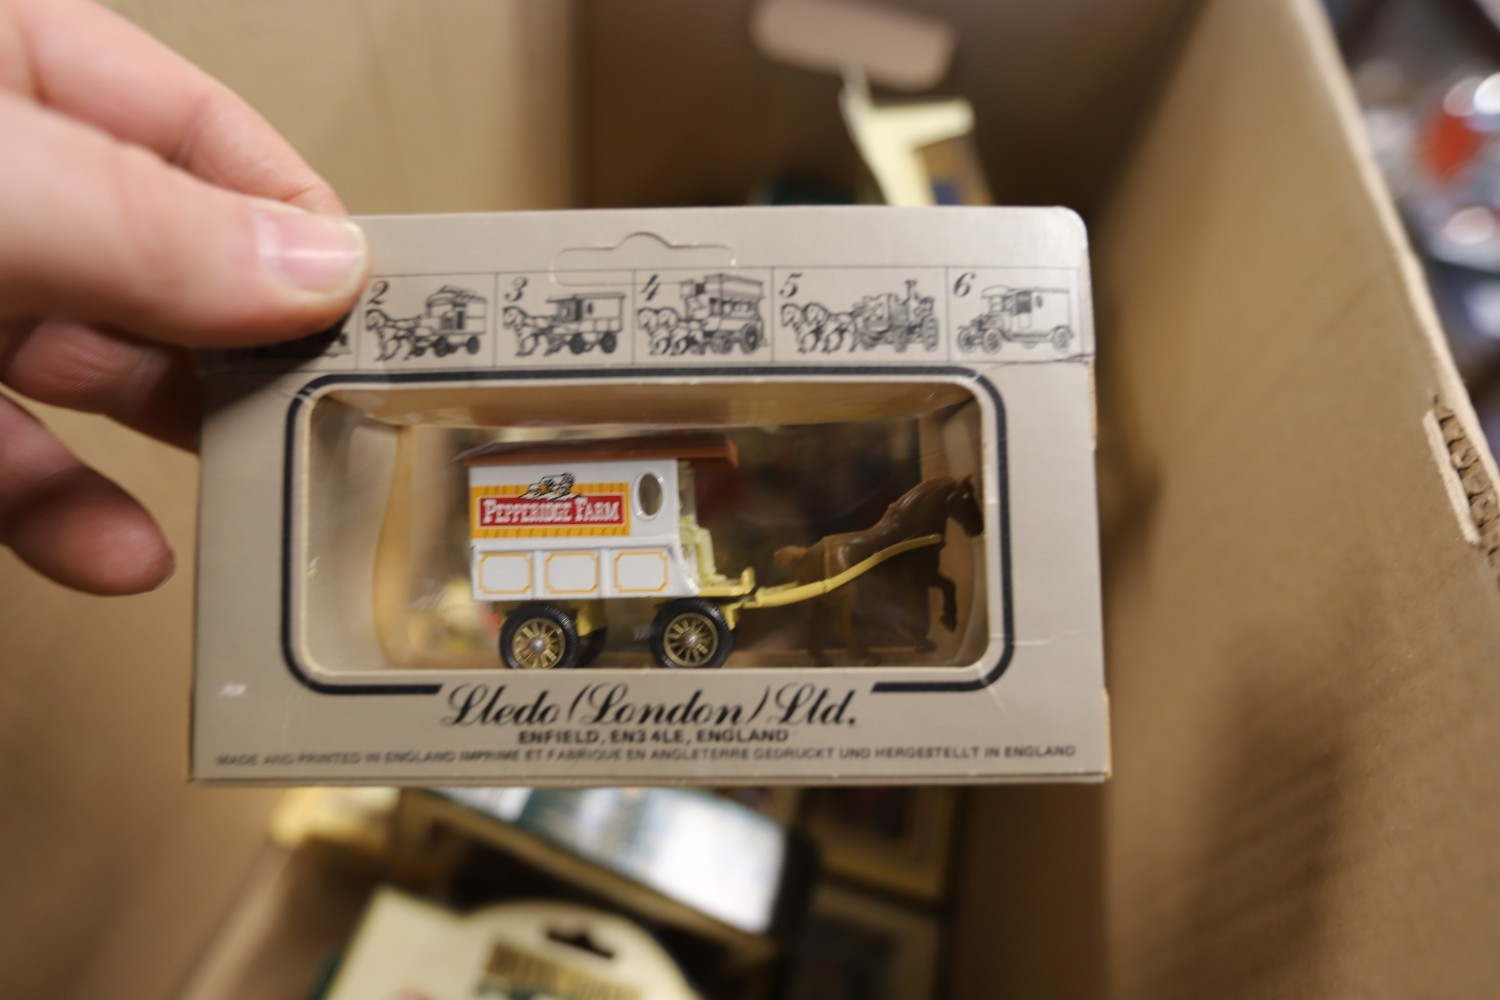 2 3 4 5 6
PEPPERIDGE FARM
Lledo (London) Ltd.
ENFIELD, EN3 4LE, ENGLAND
MADE AND PRINTED IN ENGLAND IMPRIME ET FABRIQUE EN ANGLETERRE GEDRUCKT UND HERGESTELLT IN ENGLAND